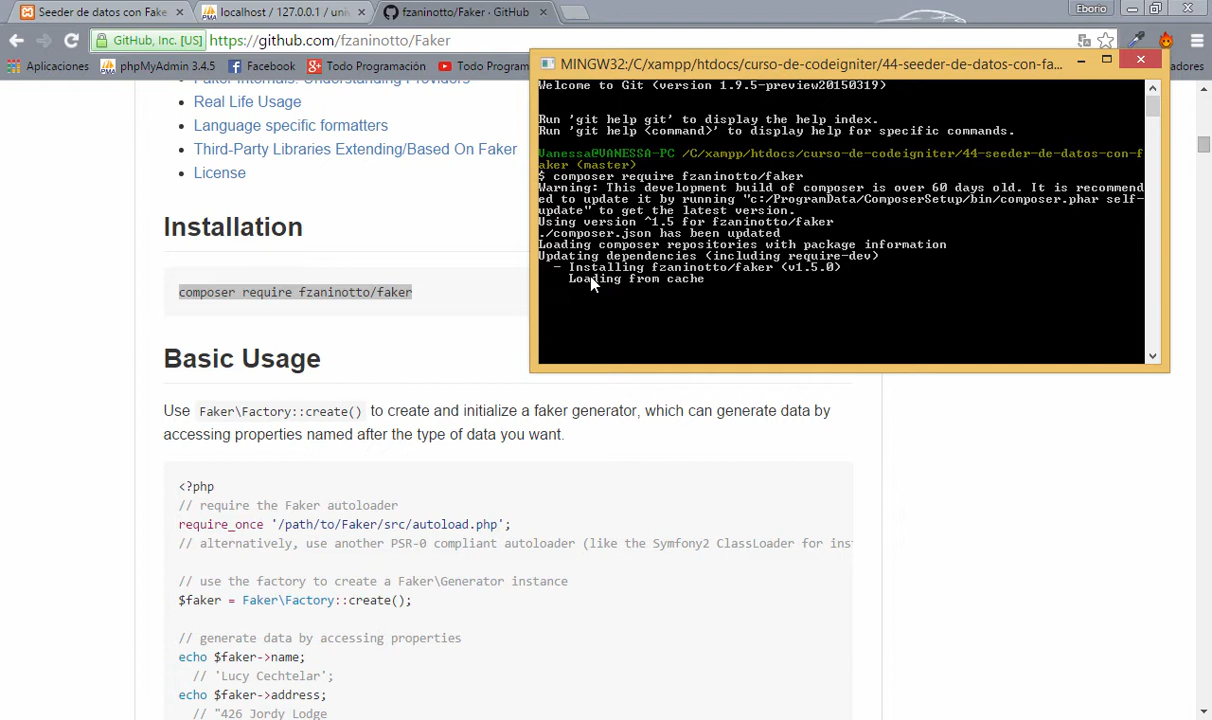 Seeder de datos con Fake
localhost / 127.0.0.1 / univ
fzaninotto/Faker · GitHub
Eborio
GitHub, Inc. [US]
https://github.com/fzaninotto/Faker
Aplicaciones
phpMyAdmin 3.4.5
Facebook
Todo Programación
Todo Program
adores
Real Life Usage
Language specific formatters
Third-Party Libraries Extending/Based On Faker
License
Installation
composer require fzaninotto/faker
Basic Usage
Use Faker\Factory::create() to create and initialize a faker generator, which can generate data by
accessing properties named after the type of data you want.
<?php
// require the Faker autoloader
require_once '/path/to/Faker/src/autoload.php';
// alternatively, use another PSR-0 compliant autoloader (like the Symfony2 ClassLoader for inst
// use the factory to create a Faker\Generator instance
$faker = Faker\Factory::create();
// generate data by accessing properties
echo $faker->name;
// 'Lucy Cechtelar';
echo $faker->address;
// "426 Jordy Lodge
MINGW32:/C/xampp/htdocs/curso-de-codeigniter/44-seeder-de-datos-con-fa...
Welcome to Git (version 1.9.5-preview20150319)
Run 'git help git' to display the help index.
Run 'git help <command>' to display help for specific commands.
Vanessa@VANESSA-PC /C/xampp/htdocs/curso-de-codeigniter/44-seeder-de-datos-con-f
aker (master)
$ composer require fzaninotto/faker
Warning: This development build of composer is over 60 days old. It is recommend
ed to update it by running "c:/ProgramData/ComposerSetup/bin/composer.phar self-
update" to get the latest version.
Using version ^1.5 for fzaninotto/faker
./composer.json has been updated
Loading composer repositories with package information
Updating dependencies (including require-dev)
- Installing fzaninotto/faker (v1.5.0)
Loading from cache